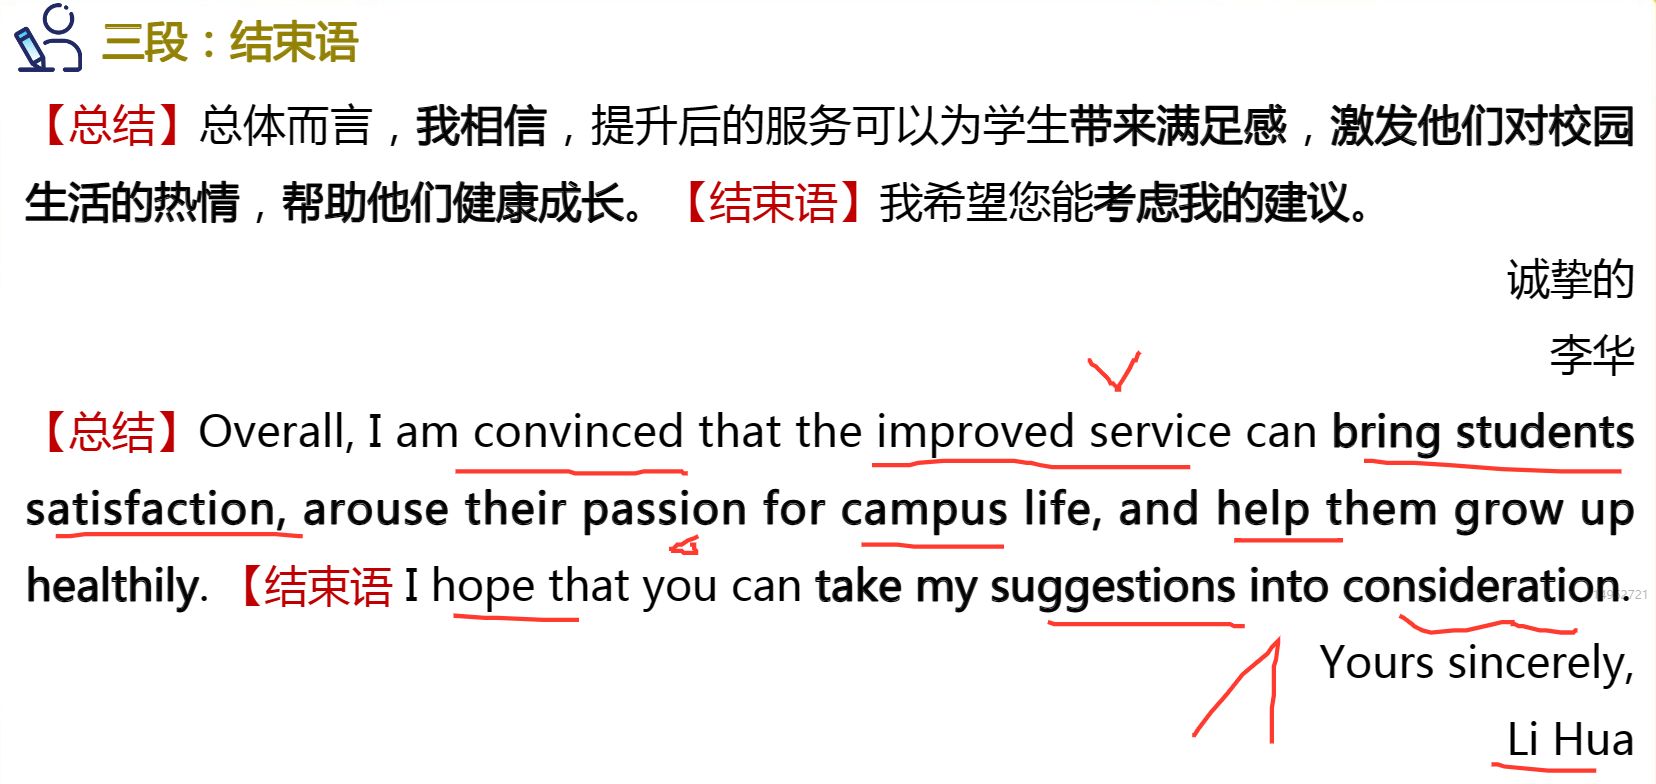 三段：结束语
【总结】总体而言，我相信，提升后的服务可以为学生带来满足感，激发他们对校园
生活的热情，帮助他们健康成长。【结束语】我希望您能考虑我的建议。
诚挚的
李华
【总结】Overall, I am convinced that the improved service can bring students
satisfaction, arouse their passion for campus life, and help them grow up
healthily. 【结束语 I hope that you can take my suggestions into consideration.
Yours sincerely,
Li Hua